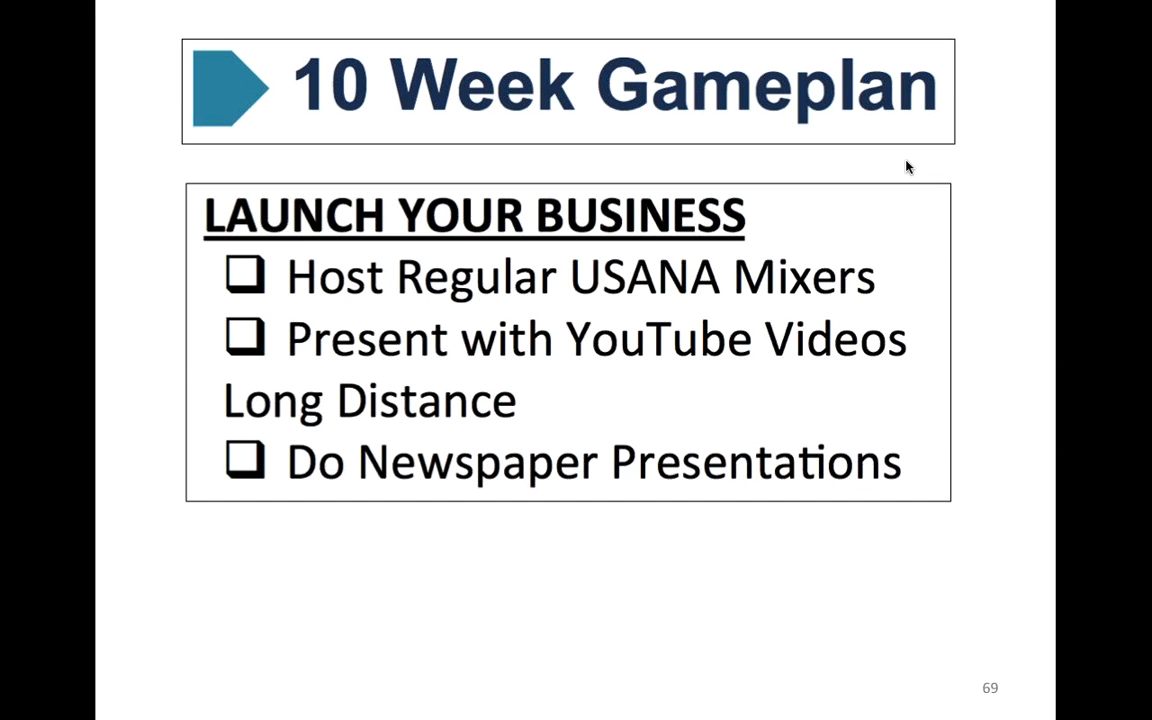 10 Week Gameplan
LAUNCH YOUR BUSINESS
❑ Host Regular USANA Mixers
❑ Present with YouTube Videos
Long Distance
❑ Do Newspaper Presentations
69